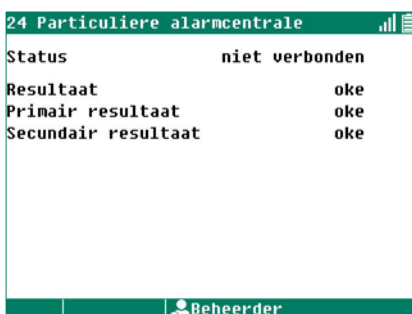 24 Particuliere alarmcentrale
Status niet verbonden
Resultaat oke
Primair resultaat oke
Secundair resultaat oke
Beheerder